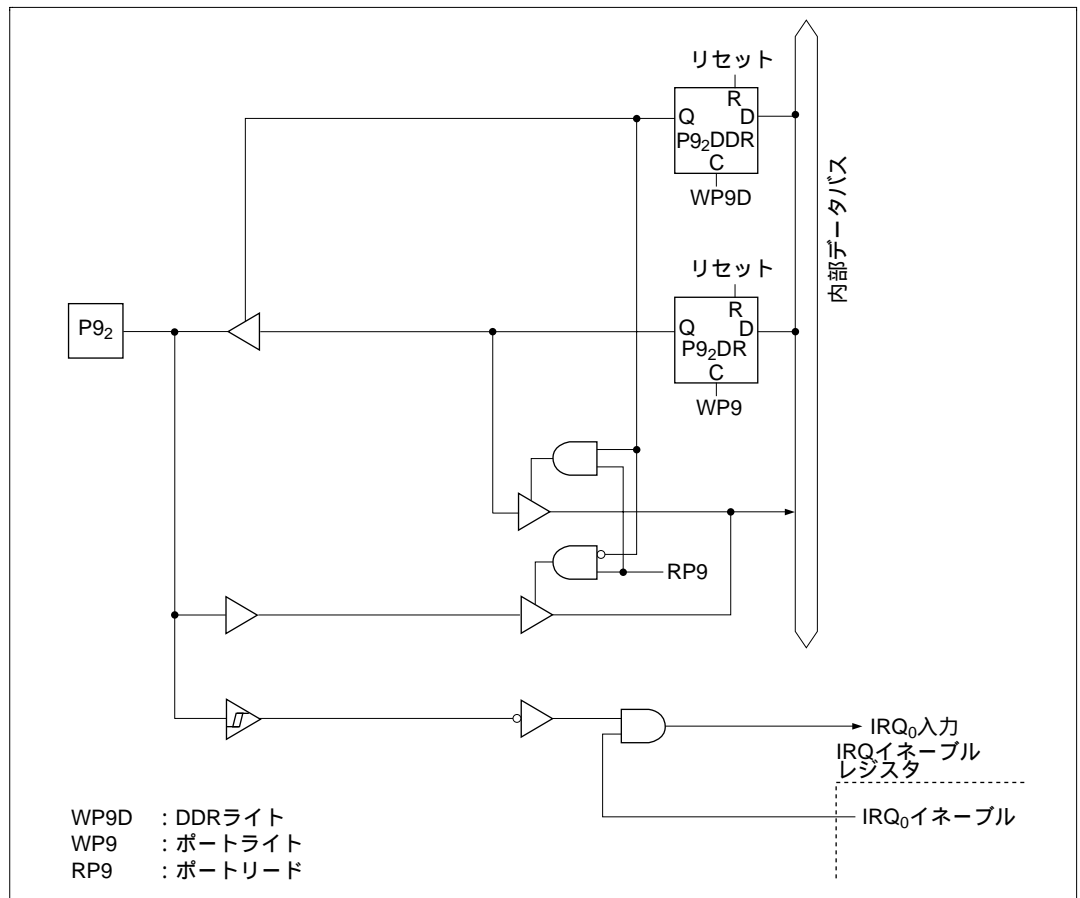 リセット
R
Q D
P9₂DDR
C
WP9D
内部データバス
リセット
R
P9₂
Q D
P9₂DR
C
WP9
RP9
IRQ₀入力
IRQイネーブル
レジスタ
IRQ₀イネーブル
WP9D :DDRライト
WP9 :ポートライト
RP9 :ポートリード